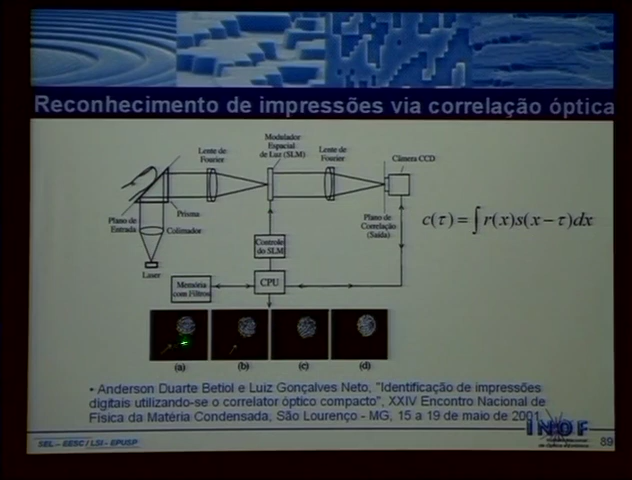 Reconhecimento de impressões via correlação óptica
Lente de
Fourier
Modulador
Espacial
de Luz (SLM)
Lente de
Fourier
Câmera CCD
Prisma
Plano de
Entrada
Colimador
Laser
Plano de
Correlação
(Saída)
c(τ) = ∫ r(x)s(x − τ)dx
Controle
do SLM
Memória
com Filtros
CPU
(a) (b) (c) (d)
• Anderson Duarte Betiol e Luiz Gonçalves Neto, "Identificação de impressões
digitais utilizando-se o correlator óptico compacto", XXIV Encontro Nacional de
Física da Matéria Condensada, São Lourenço - MG, 15 a 19 de maio de 2001.
SEL – EESC / LSI - EPUSP
INOF
89